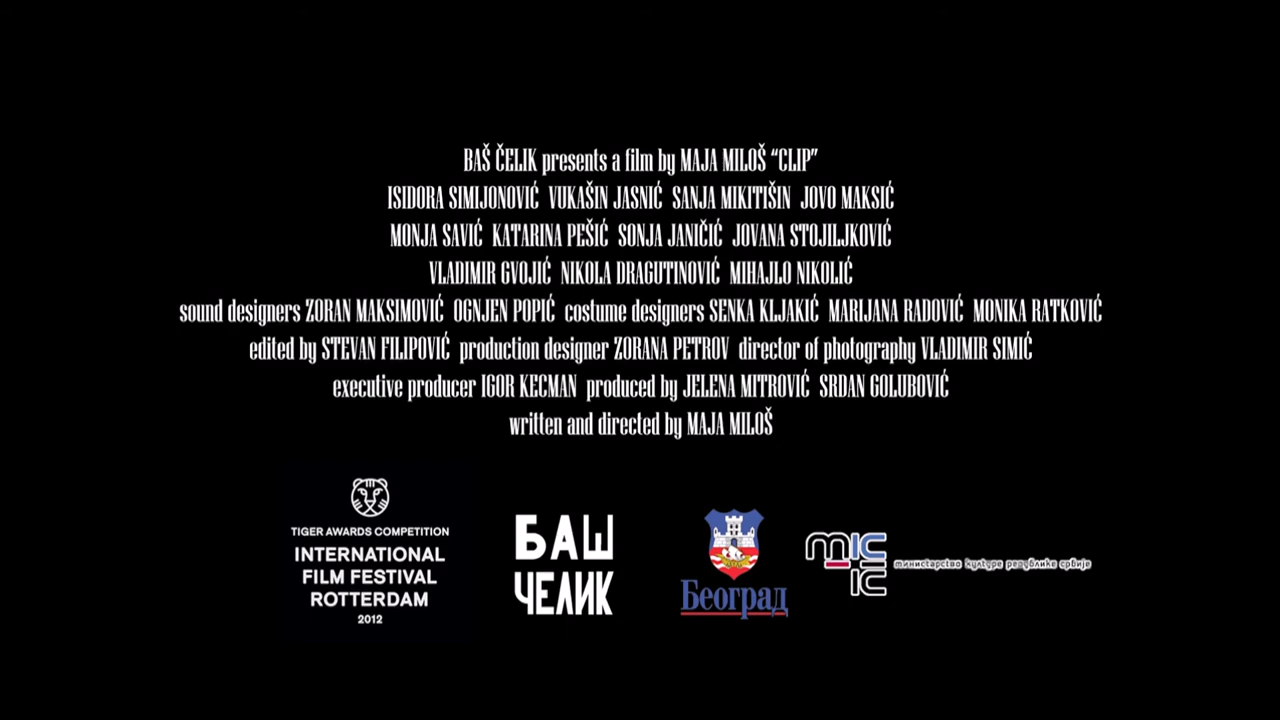 BAŠ ČELIK presents a film by MAJA MILOŠ “CLIP”
ISIDORA SIMIJONOVIĆ VUKAŠIN JASNIĆ SANJA MIKITIŠIN JOVO MAKSIĆ
MONJA SAVIĆ KATARINA PEŠIĆ SONJA JANIČIĆ JOVANA STOJILJKOVIĆ
VLADIMIR GVOJIĆ NIKOLA DRAGUTINOVIĆ MIHAJLO NIKOLIĆ
sound designers ZORAN MAKSIMOVIĆ OGNJEN POPIĆ costume designers SENKA KLJAKIĆ MARIJANA RADOVIĆ MONIKA RATKOVIĆ
edited by STEVAN FILIPOVIĆ production designer ZORANA PETROV director of photography VLADIMIR SIMIĆ
executive producer IGOR KECMAN produced by JELENA MITROVIĆ SRDAN GOLUBOVIĆ
written and directed by MAJA MILOŠ
TIGER AWARDS COMPETITION
INTERNATIONAL
FILM FESTIVAL
ROTTERDAM
2012
БАШ
ЧЕЛИК
Београд
министарство културе републике србије